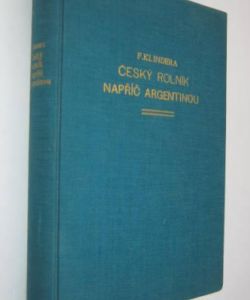 F. KLINDERA
ČESKÝ ROLNÍK
NAPŘÍČ ARGENTINOU